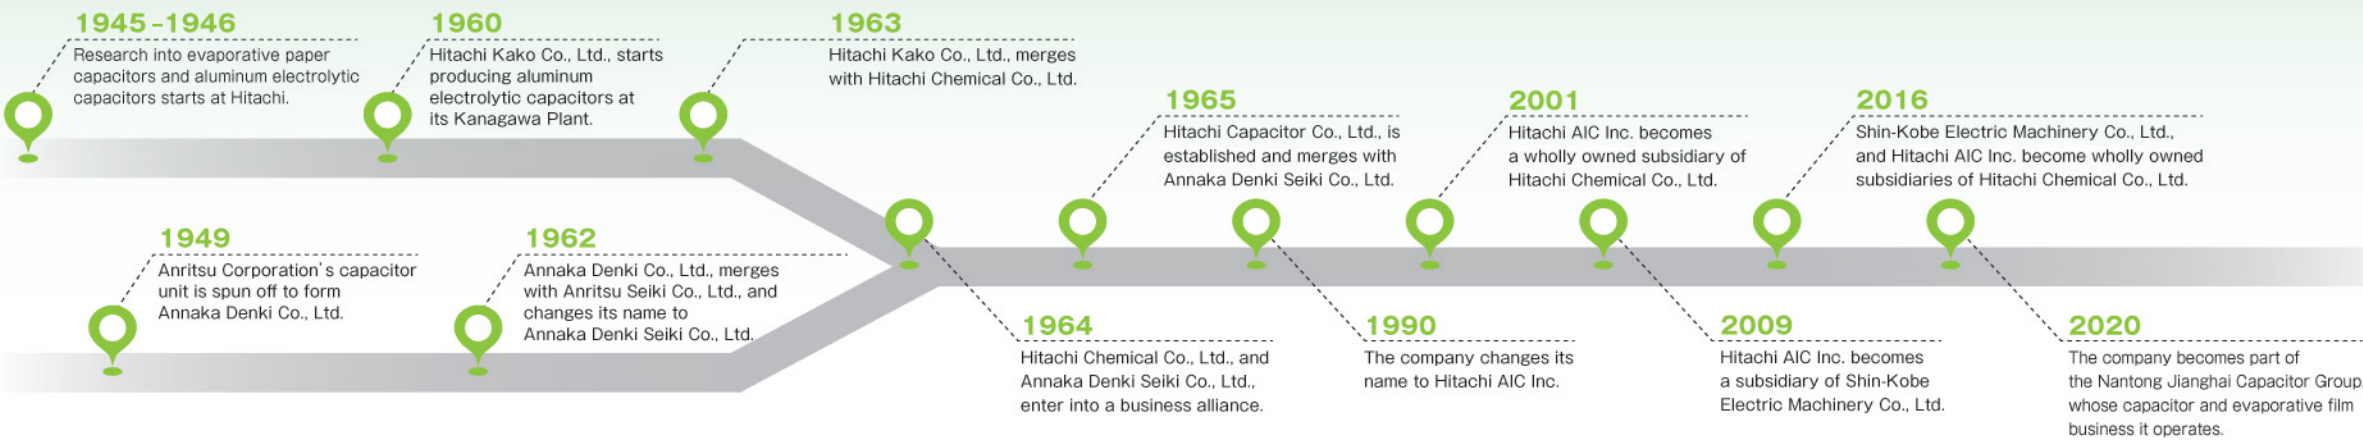 1945-1946
Research into evaporative paper
capacitors and aluminum electrolytic
capacitors starts at Hitachi.
1960
Hitachi Kako Co., Ltd., starts
producing aluminum
electrolytic capacitors at
its Kanagawa Plant.
1963
Hitachi Kako Co., Ltd., merges
with Hitachi Chemical Co., Ltd.
1949
Anritsu Corporation's capacitor
unit is spun off to form
Annaka Denki Co., Ltd.
1962
Annaka Denki Co., Ltd., merges
with Anritsu Seiki Co., Ltd., and
changes its name to
Annaka Denki Seiki Co., Ltd.
1964
Hitachi Chemical Co., Ltd., and
Annaka Denki Seiki Co., Ltd.,
enter into a business alliance.
1965
Hitachi Capacitor Co., Ltd., is
established and merges with
Annaka Denki Seiki Co., Ltd.
1990
The company changes its
name to Hitachi AIC Inc.
2001
Hitachi AIC Inc. becomes
a wholly owned subsidiary of
Hitachi Chemical Co., Ltd.
2009
Hitachi AIC Inc. becomes
a subsidiary of Shin-Kobe
Electric Machinery Co., Ltd.
2016
Shin-Kobe Electric Machinery Co., Ltd.,
and Hitachi AIC Inc. become wholly owned
subsidiaries of Hitachi Chemical Co., Ltd.
2020
The company becomes part of
the Nantong Jianghai Capacitor Group,
whose capacitor and evaporative film
business it operates.